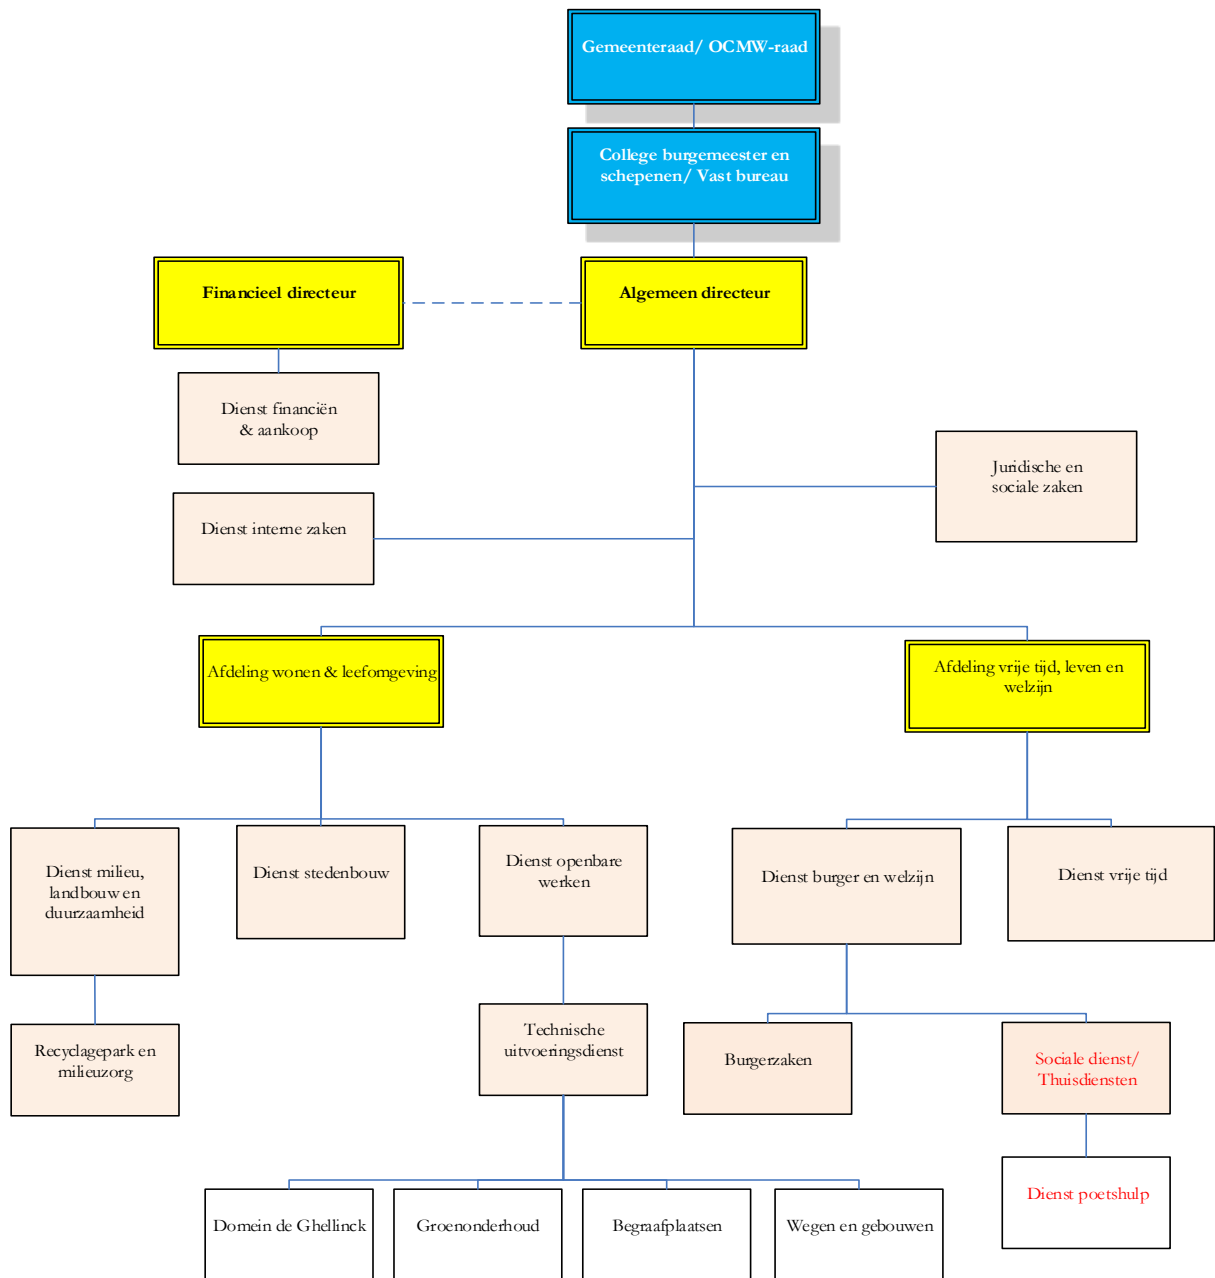 Gemeenteraad/ OCMW-raad
College burgemeester en
schepenen/ Vast bureau
Financieel directeur
Algemeen directeur
Dienst financiën
& aankoop
Juridische en
sociale zaken
Dienst interne zaken
Afdeling wonen & leefomgeving
Afdeling vrije tijd, leven en
welzijn
Dienst milieu,
landbouw en
duurzaamheid
Dienst stedenbouw
Dienst openbare
werken
Dienst burger en welzijn
Dienst vrije tijd
Recyclagepark en
milieuzorg
Technische
uitvoeringsdienst
Burgerzaken
Sociale dienst/
Thuisdiensten
Domein de Ghellinck
Groenonderhoud
Begraafplaatsen
Wegen en gebouwen
Dienst poetshulp